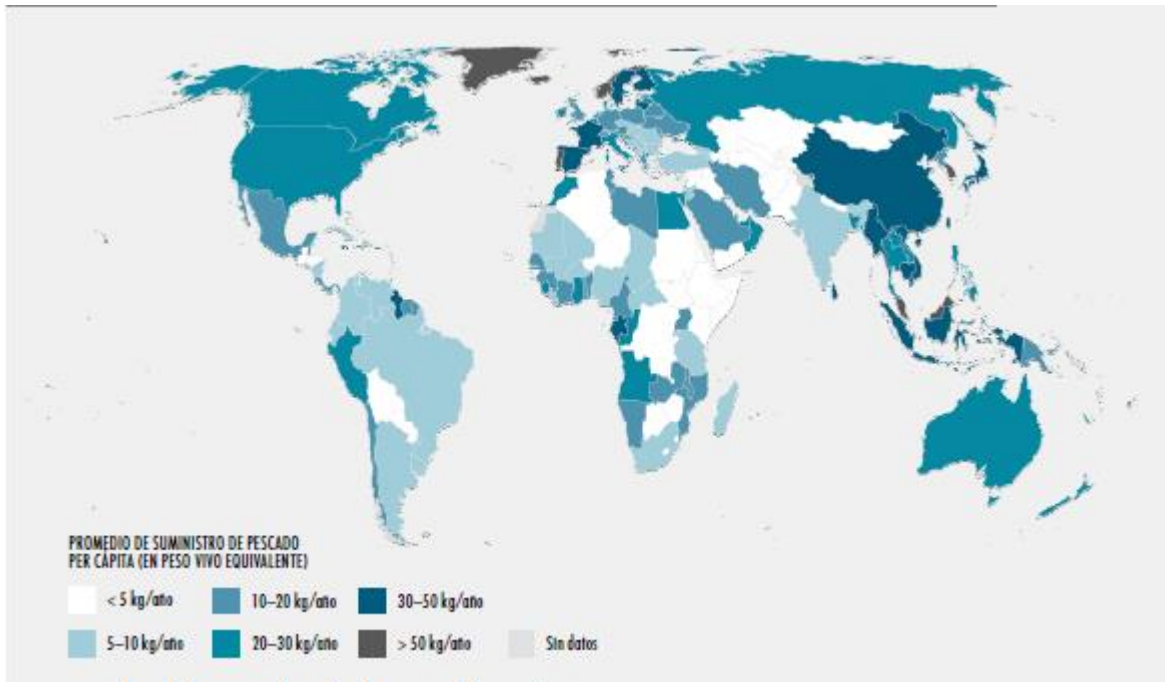 PROMEDIO DE SUMINISTRO DE PESCADO
PER CÁPITA (EN PESO VIVO EQUIVALENTE)
< 5 kg/año 10–20 kg/año 30–50 kg/año
5–10 kg/año 20–30 kg/año > 50 kg/año Sin datos